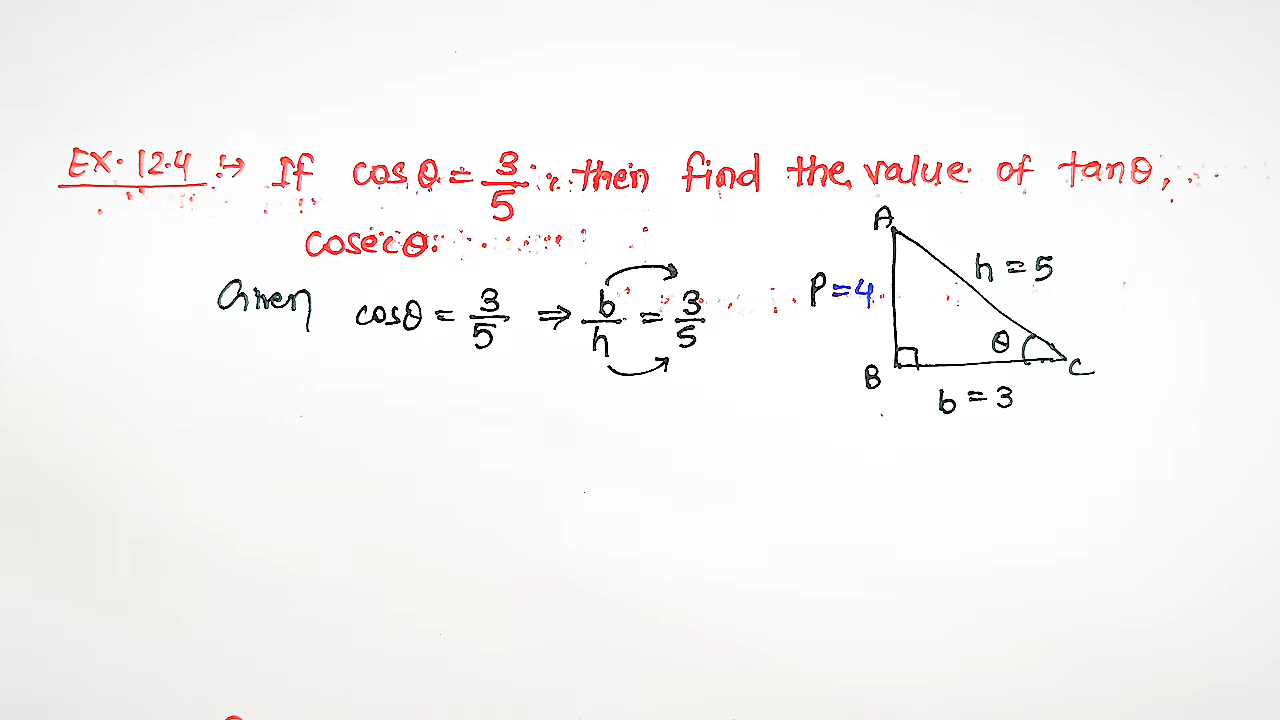 EX. 12.4 :→ If cosθ = 3/5, then find the value of tanθ,
cosecθ.
Given cosθ = 3/5 ⇒ b/h = 3/5
A
h = 5
P = 4
θ
B
C
b = 3